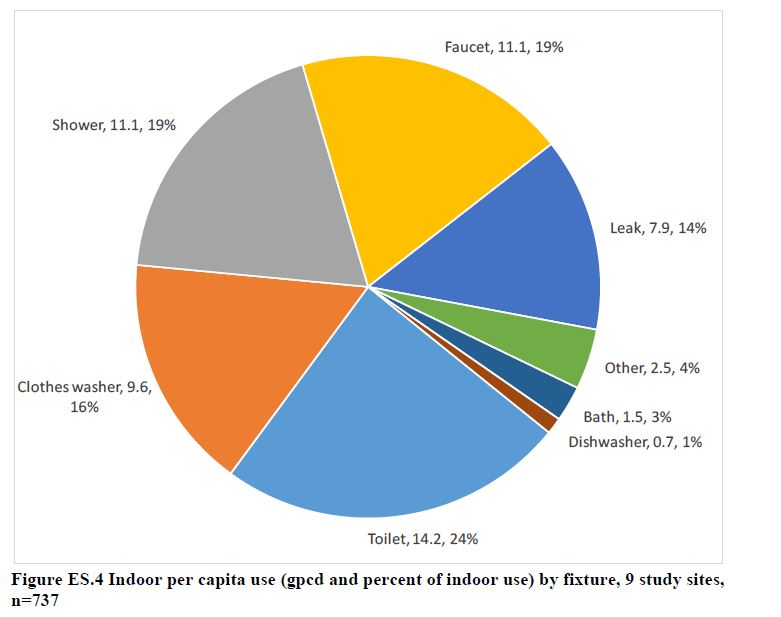 Faucet, 11.1, 19%
Shower, 11.1, 19%
Leak, 7.9, 14%
Other, 2.5, 4%
Clothes washer, 9.6,
16%
Bath, 1.5, 3%
Dishwasher, 0.7, 1%
Toilet, 14.2, 24%
Figure ES.4 Indoor per capita use (gpcd and percent of indoor use) by fixture, 9 study sites,
n=737